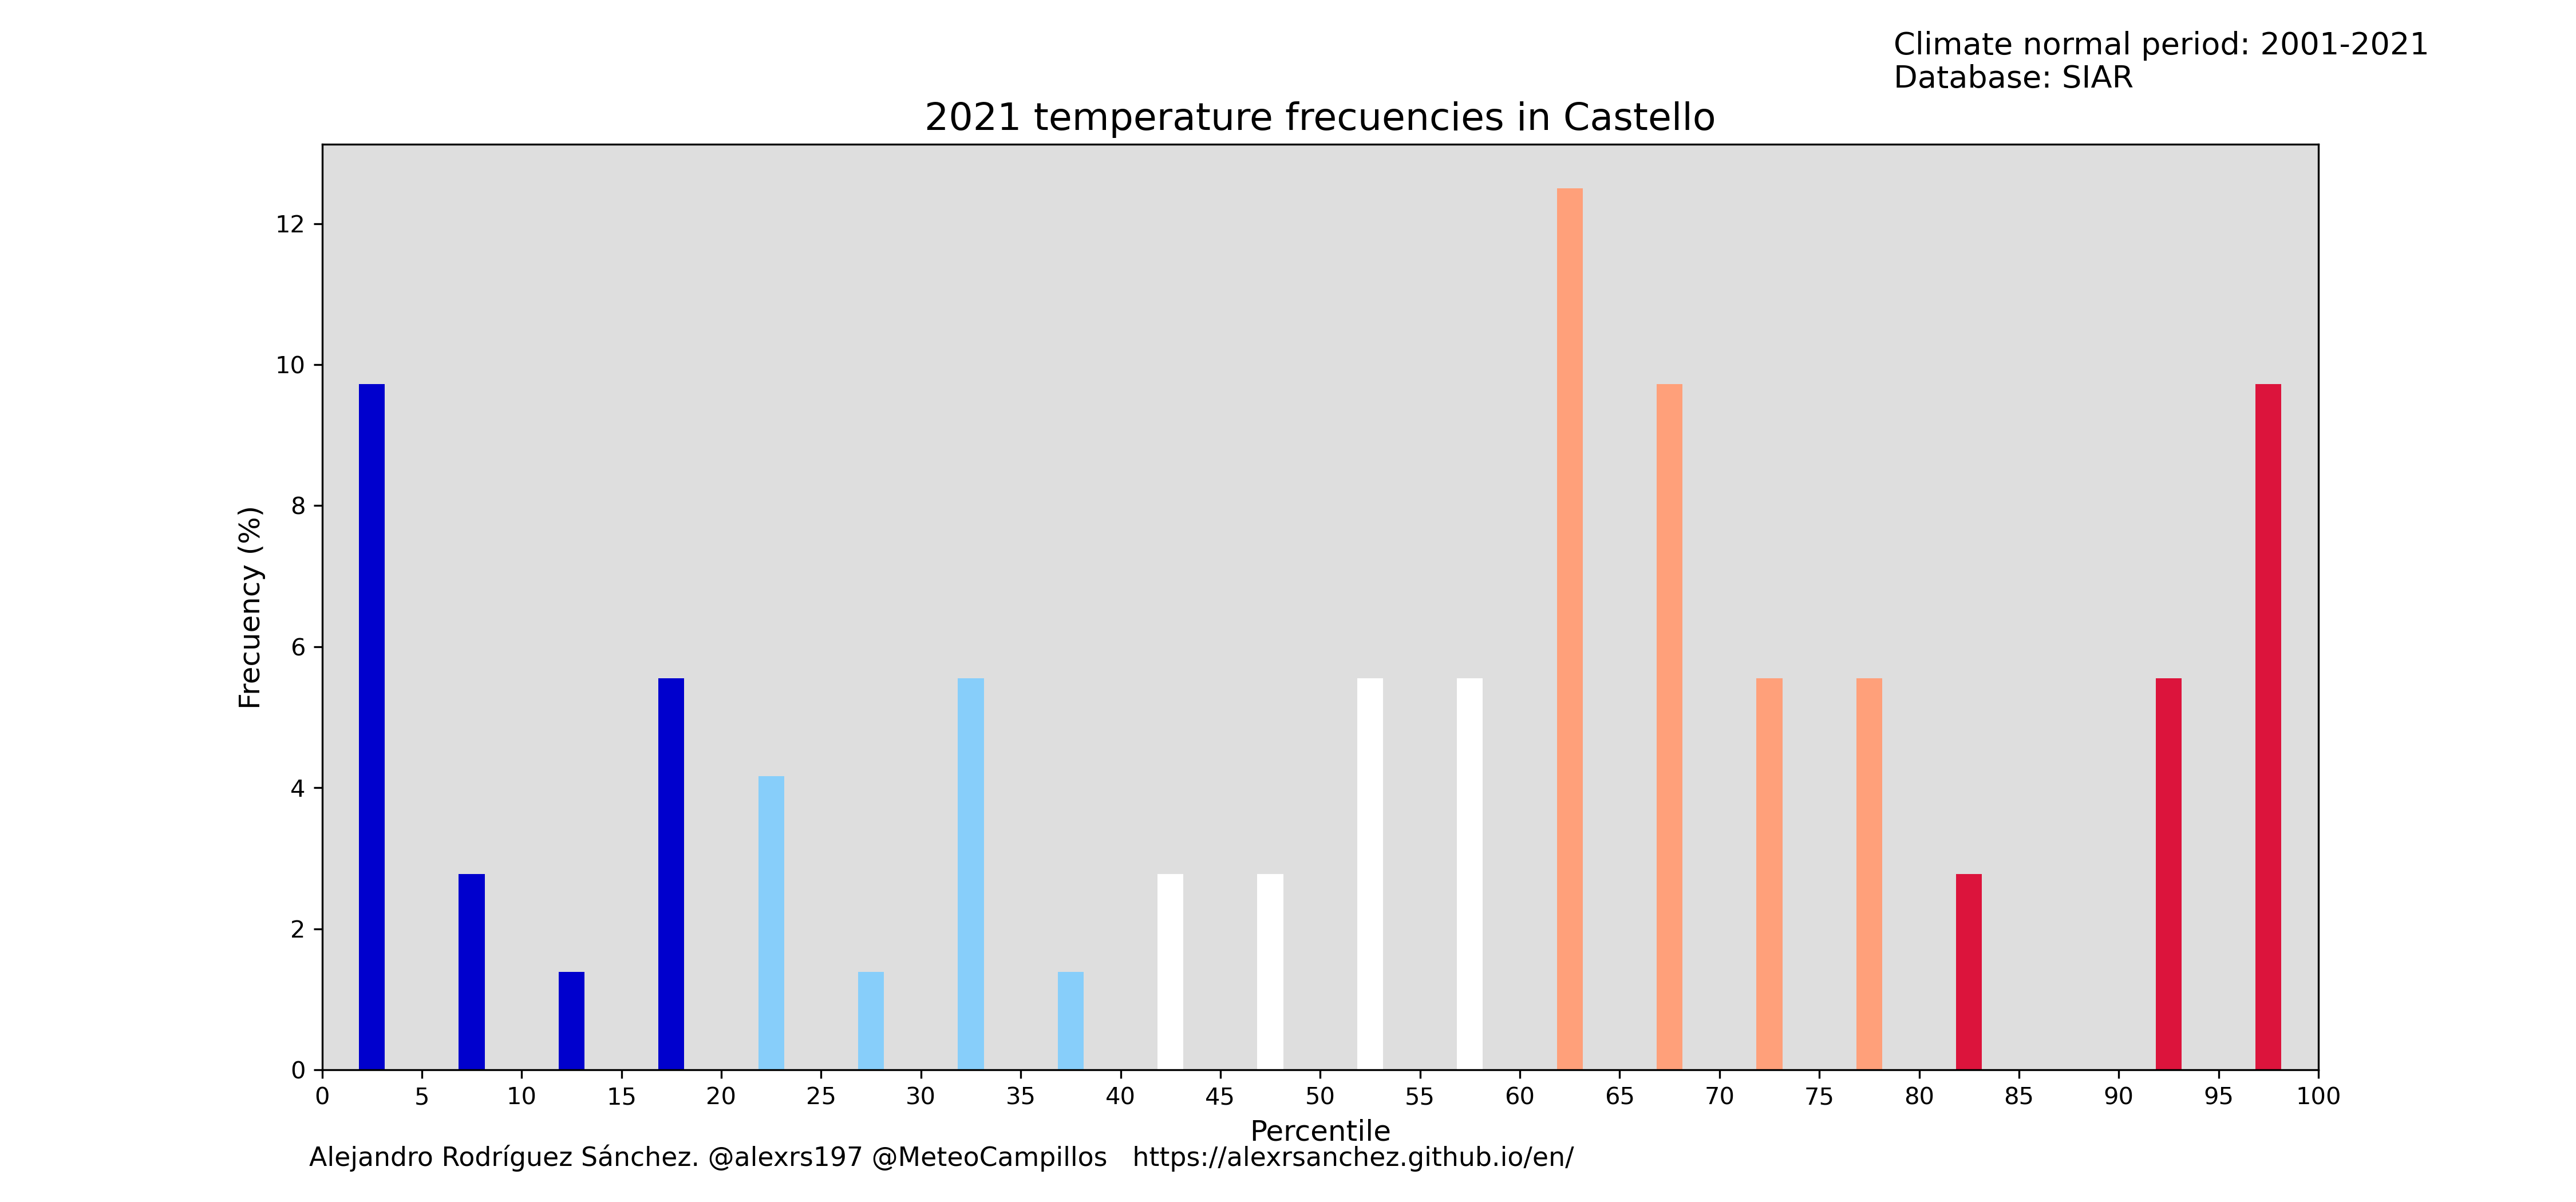 Climate normal period: 2001-2021
Database: SIAR
2021 temperature frecuencies in Castello
12
10
8
6
4
2
0
Frecuency (%)
0 5 10 15 20 25 30 35 40 45 50 55 60 65 70 75 80 85 90 95 100
Percentile
Alejandro Rodríguez Sánchez. @alexrs197 @MeteoCampillos https://alexrsanchez.github.io/en/